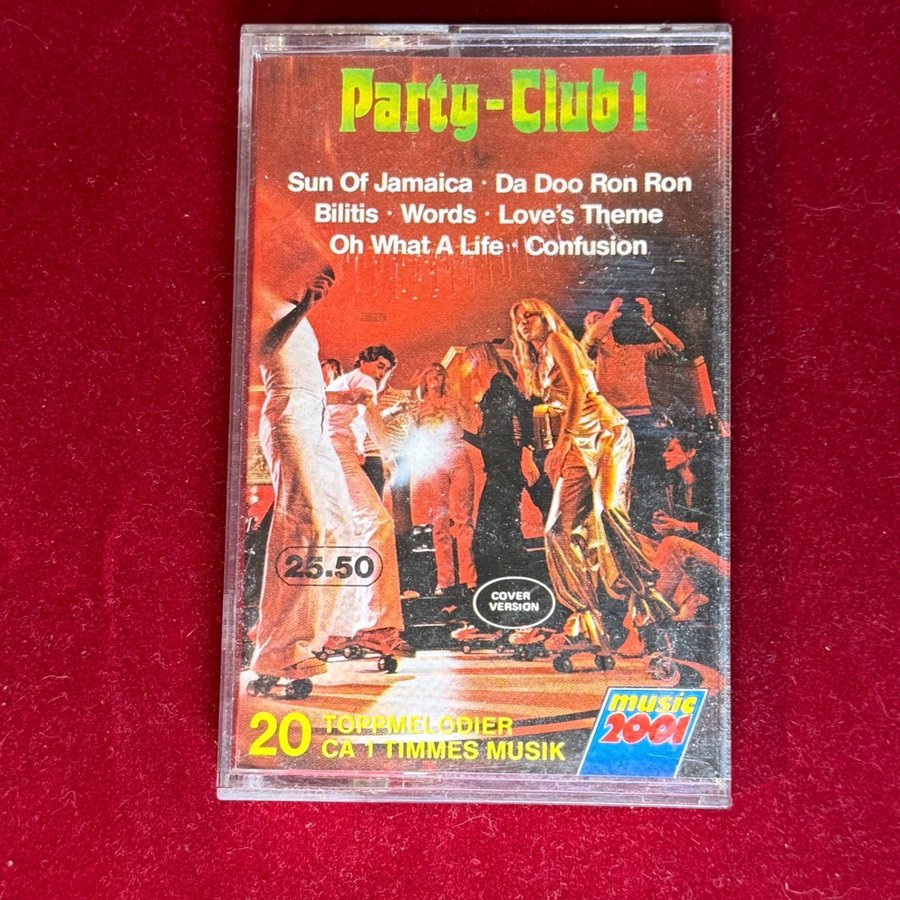 Party-Club 1
Sun Of Jamaica · Da Doo Ron Ron
Bilitis · Words · Love's Theme
Oh What A Life · Confusion
25.50
COVER
VERSION
20 TOPPMELODIER
CA 1 TIMMES MUSIK
music
2001